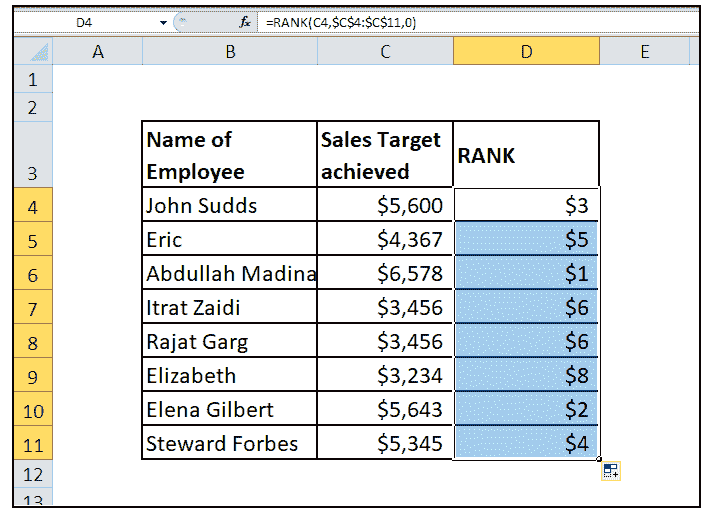 D4 fx =RANK(C4,$C$4:$C$11,0)
A B C D E
1
2
3 Name of Employee Sales Target achieved RANK
4 John Sudds $5,600 $3
5 Eric $4,367 $5
6 Abdullah Madina $6,578 $1
7 Itrat Zaidi $3,456 $6
8 Rajat Garg $3,456 $6
9 Elizabeth $3,234 $8
10 Elena Gilbert $5,643 $2
11 Steward Forbes $5,345 $4
12
13